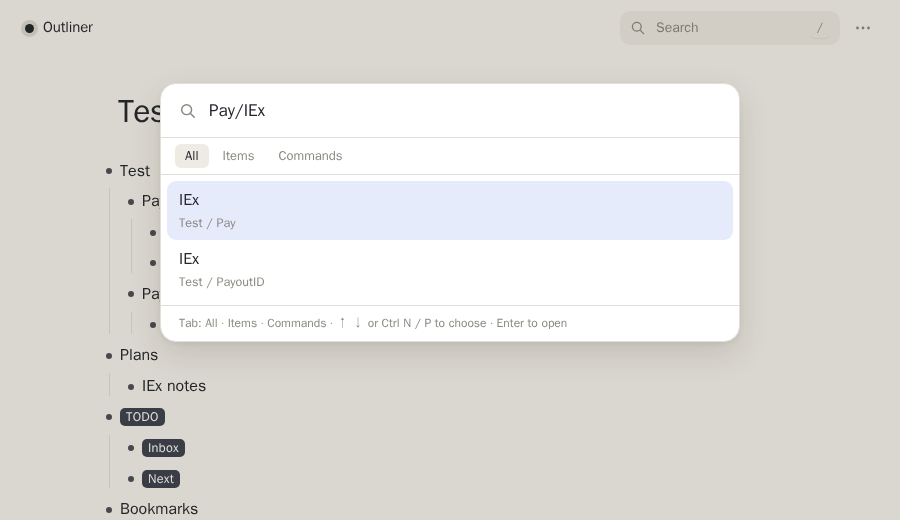 Outliner
Search /
Tes
Pay/IEx
All Items Commands
IEx
Test / Pay
IEx
Test / PayoutID
Tab: All · Items · Commands · ↑ ↓ or Ctrl N / P to choose · Enter to open
Test
Pa
Pa
Plans
IEx notes
TODO
Inbox
Next
Bookmarks